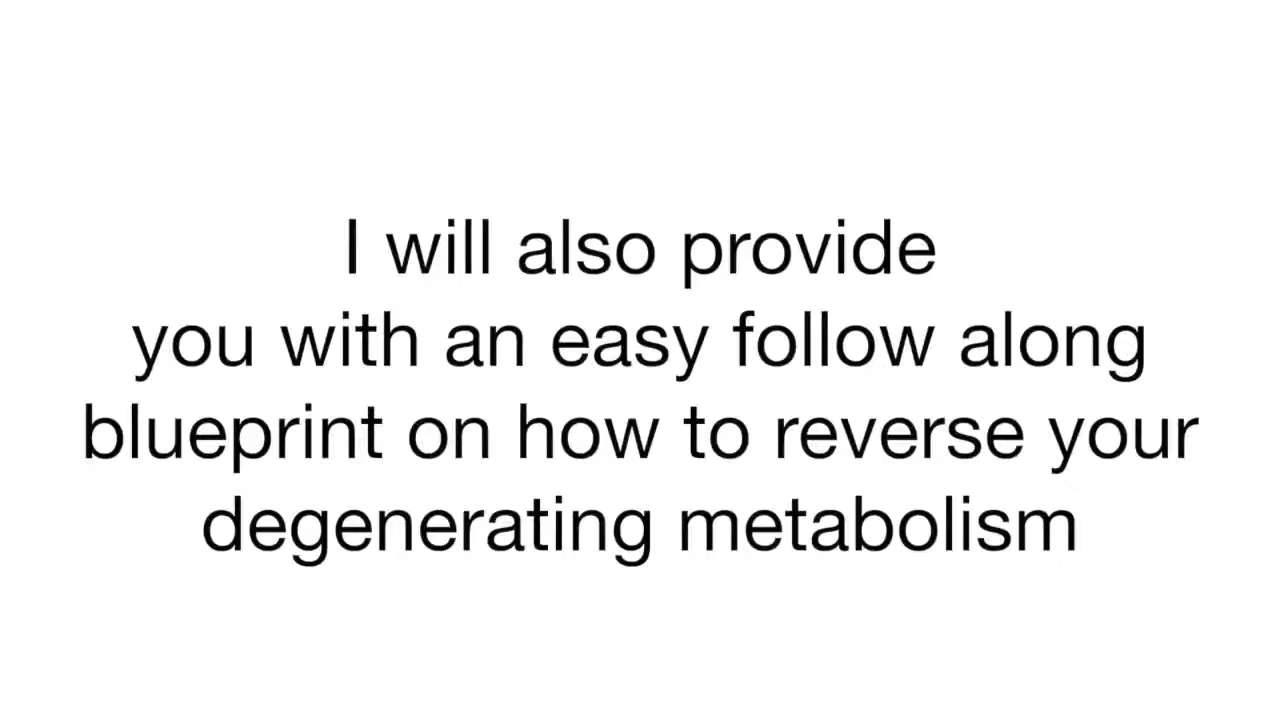 I will also provide
you with an easy follow along
blueprint on how to reverse your
degenerating metabolism